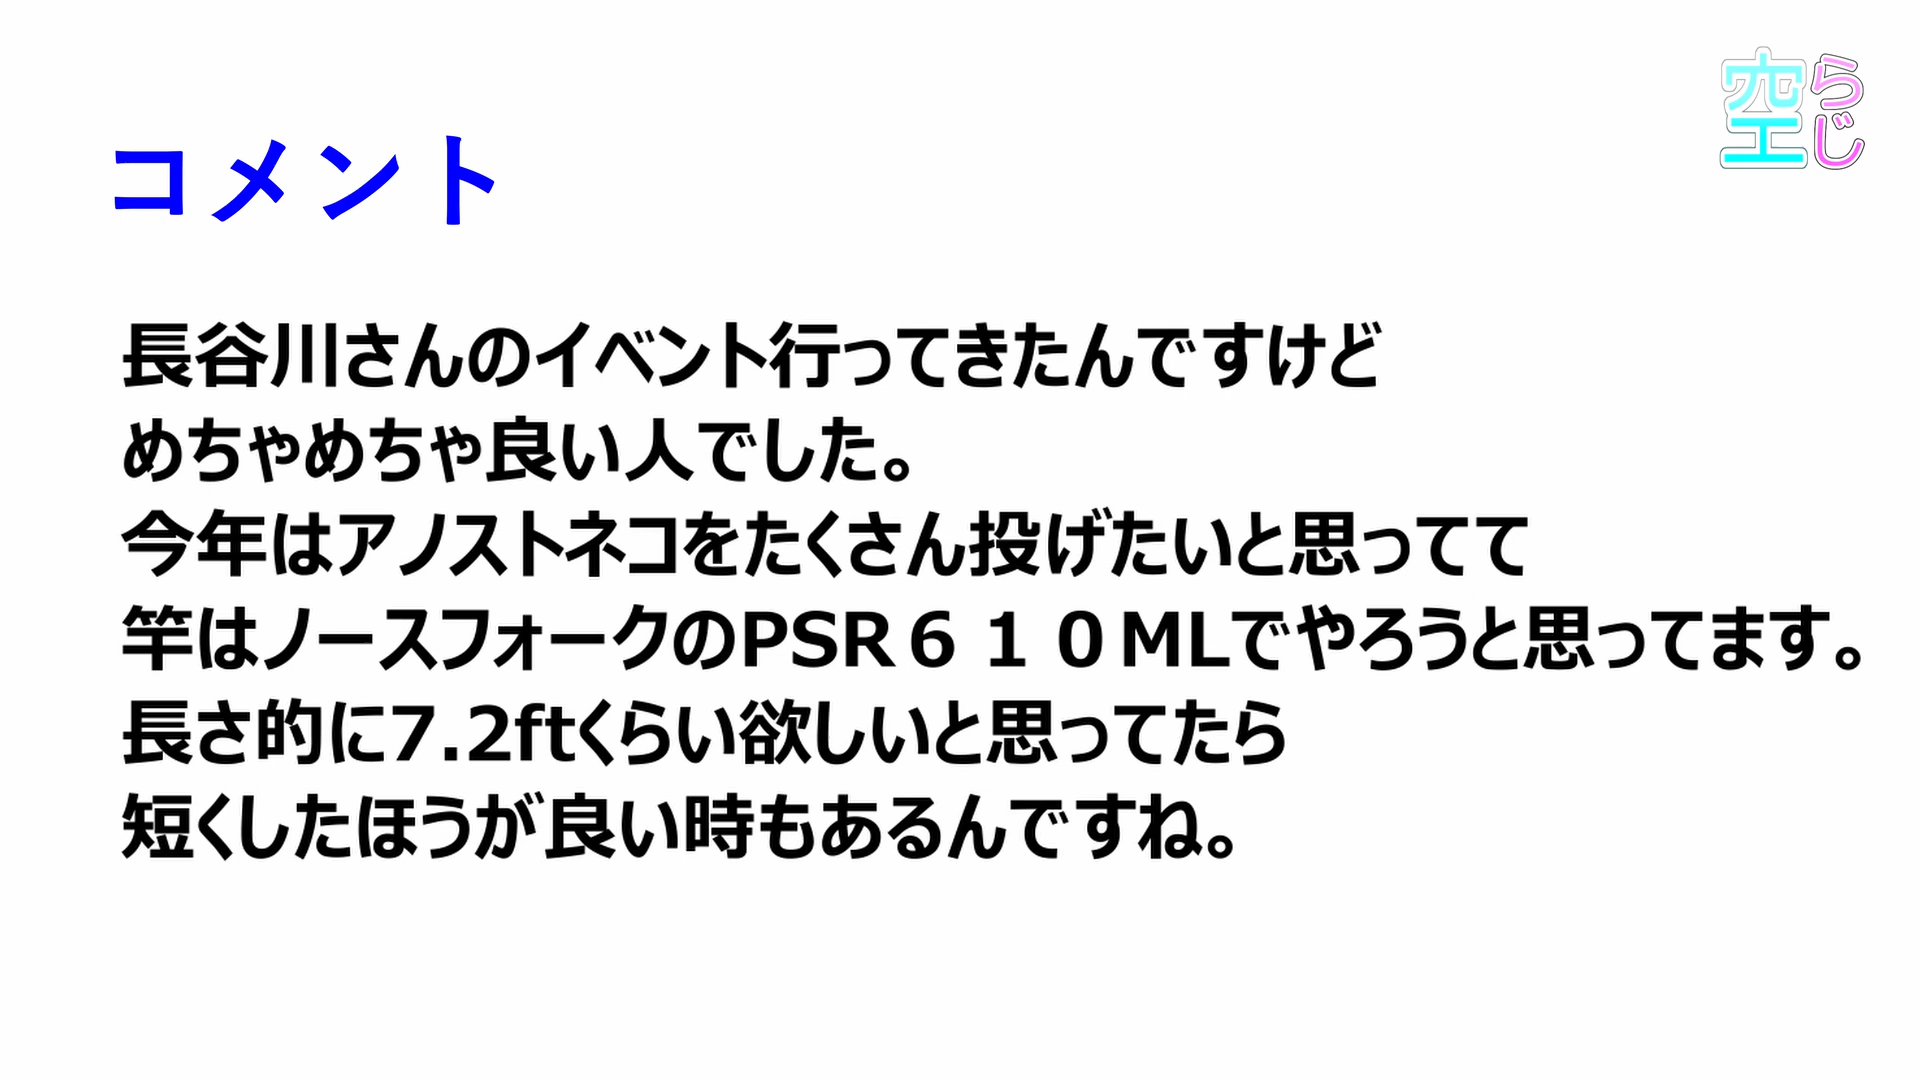 空らじ
コメント
長谷川さんのイベント行ってきたんですけど
めちゃめちゃ良い人でした。
今年はアノストネコをたくさん投げたいと思ってて
竿はノースフォークのPSR６１０MLでやろうと思ってます。
長さ的に7.2ftくらい欲しいと思ってたら
短くしたほうが良い時もあるんですね。